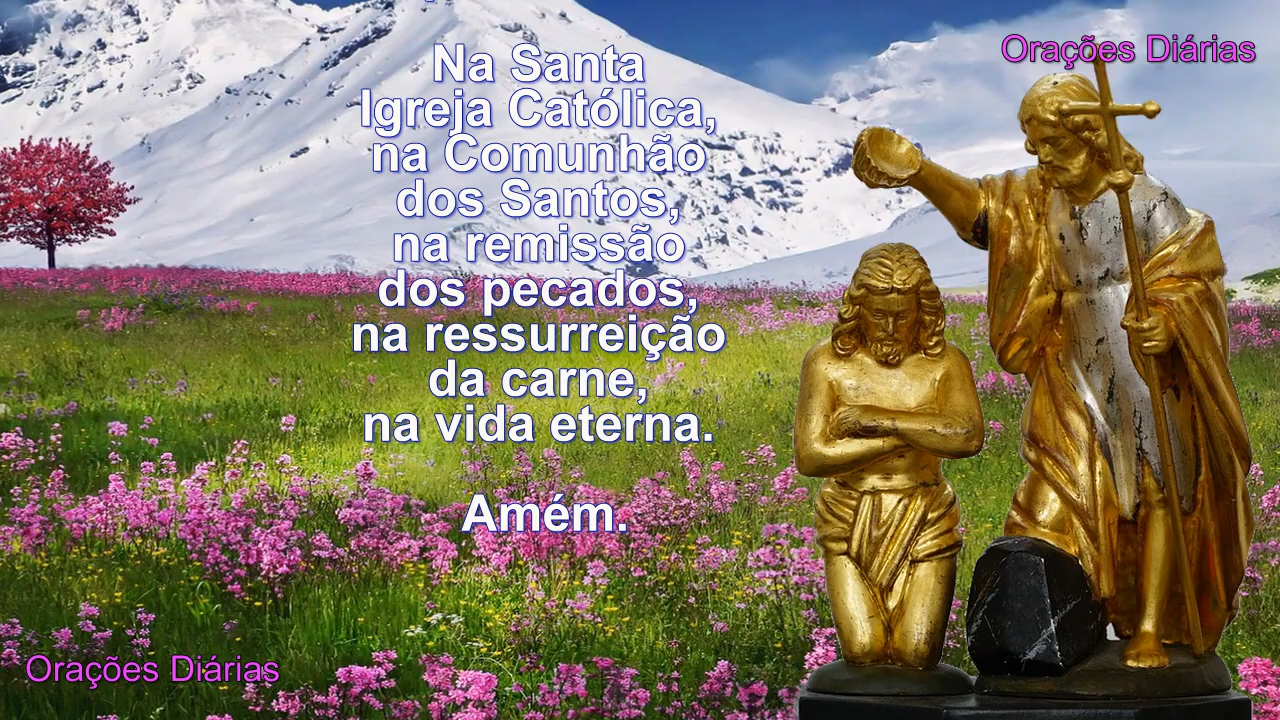 Orações Diárias
Na Santa
Igreja Católica,
na Comunhão
dos Santos,
na remissão
dos pecados,
na ressurreição
da carne,
na vida eterna.
Amém.
Orações Diárias